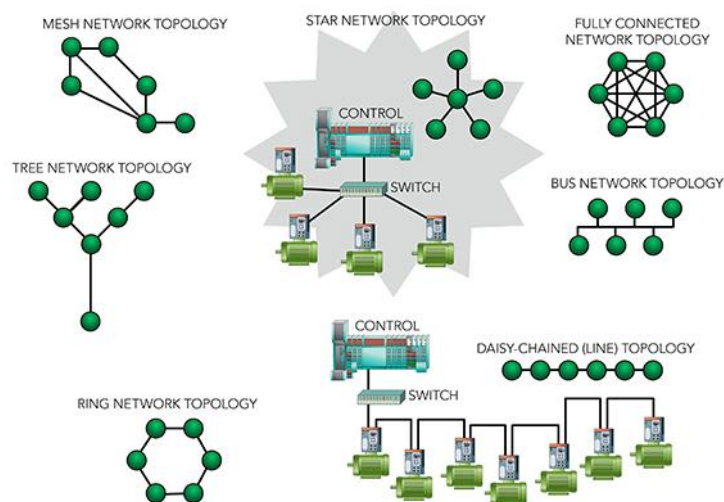 MESH NETWORK TOPOLOGY
STAR NETWORK TOPOLOGY
FULLY CONNECTED
NETWORK TOPOLOGY
CONTROL
TREE NETWORK TOPOLOGY
SWITCH
BUS NETWORK TOPOLOGY
CONTROL
DAISY-CHAINED (LINE) TOPOLOGY
SWITCH
RING NETWORK TOPOLOGY